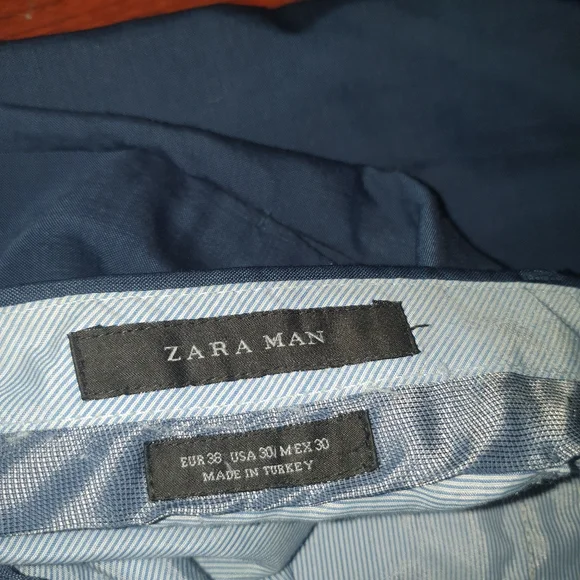 ZARA MAN
EUR 38 USA 30/MEX 30
MADE IN TURKEY